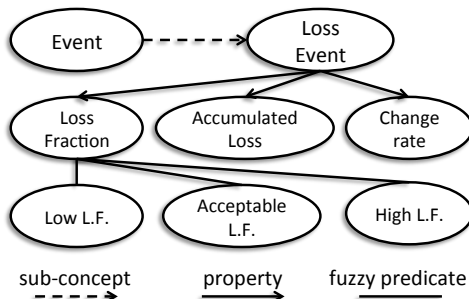 Event
Loss
Event
Loss
Fraction
Accumulated
Loss
Change
rate
Low L.F.
Acceptable
L.F.
High L.F.
sub-concept property fuzzy predicate